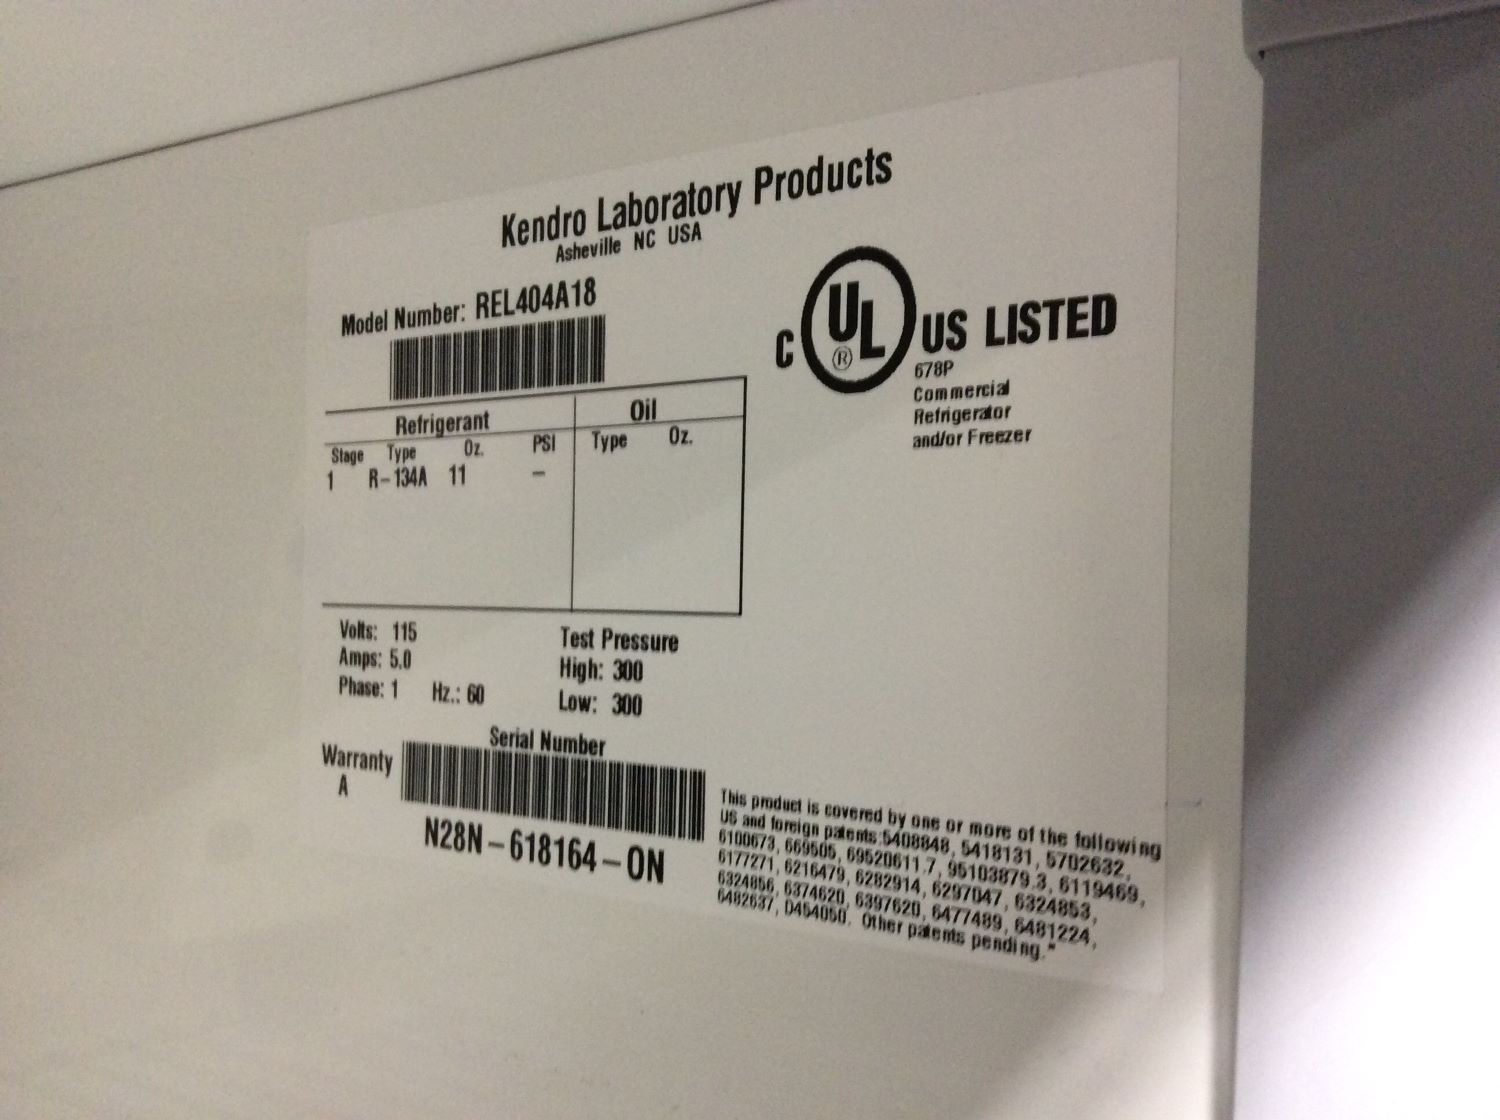 Kendro Laboratory Products
Asheville NC USA
Model Number: REL404A18
C UL ® US LISTED
678P
Commercial
Refrigerator
and/or Freezer
Refrigerant Oil
Stage Type Oz. PSI Type Oz.
1 R-134A 11 –
Volts: 115
Amps: 5.0
Phase: 1 Hz.: 60
Test Pressure
High: 300
Low: 300
Serial Number
Warranty
A
N28N-618164-ON
This product is covered by one or more of the following
US and foreign patents:5408848, 5418131, 5702632,
6100673, 669505, 69520611.7, 95103879.3, 6119469,
6177271, 6216479, 6282914, 6297047, 6324853,
6324856, 6374620, 6397620, 6477489, 6481224,
6482637, D454050. Other patents pending."